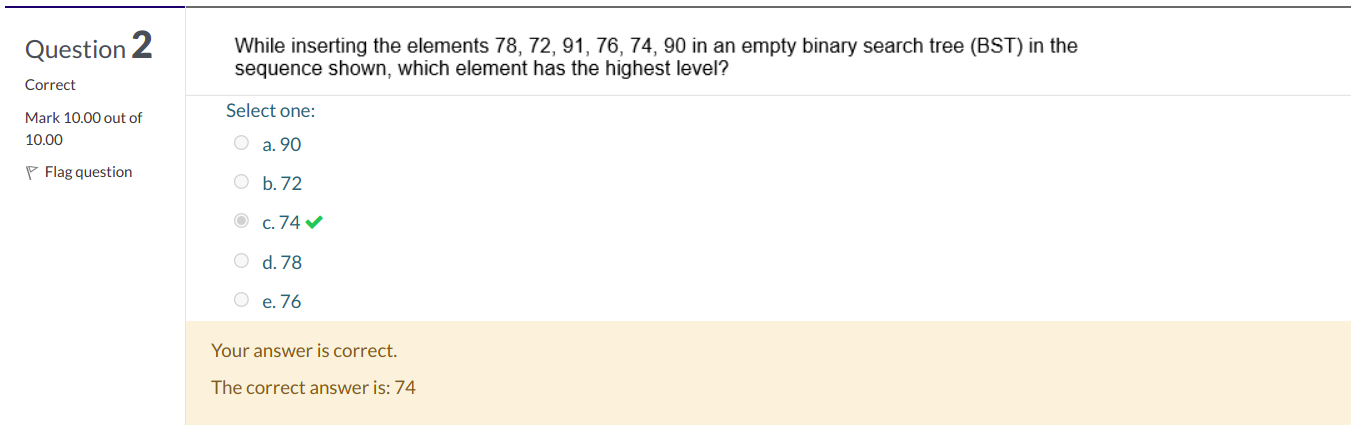 Question 2
Correct
Mark 10.00 out of
10.00
Flag question
While inserting the elements 78, 72, 91, 76, 74, 90 in an empty binary search tree (BST) in the
sequence shown, which element has the highest level?
Select one:
a. 90
b. 72
c. 74
d. 78
e. 76
Your answer is correct.
The correct answer is: 74